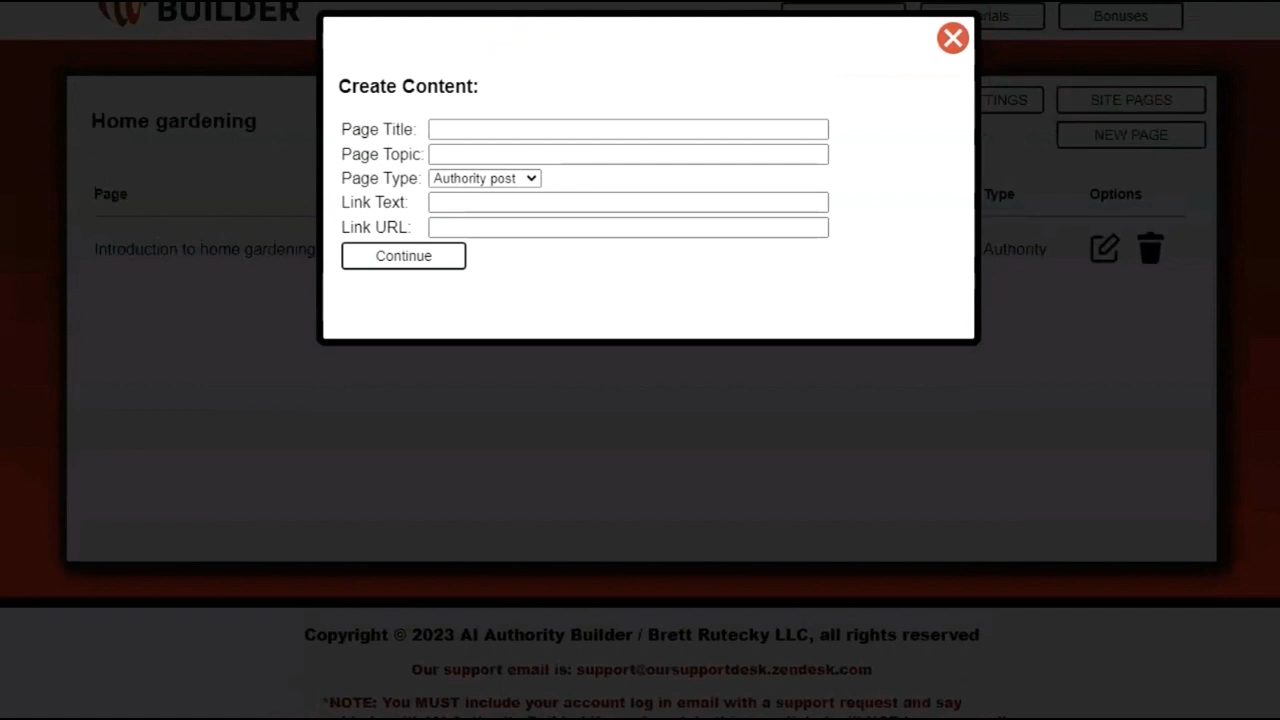 BUILDER
Bonuses
Create Content:
Page Title:
Page Topic:
Page Type: Authority post
Link Text:
Link URL:
Continue
Home gardening
SITE PAGES
NEW PAGE
Page Type Options
Introduction to home gardening Authority
Copyright © 2023 AI Authority Builder / Brett Rutecky LLC, all rights reserved
Our support email is: support@oursupportdesk.zendesk.com
*NOTE: You MUST include your account log in email with a support request and say